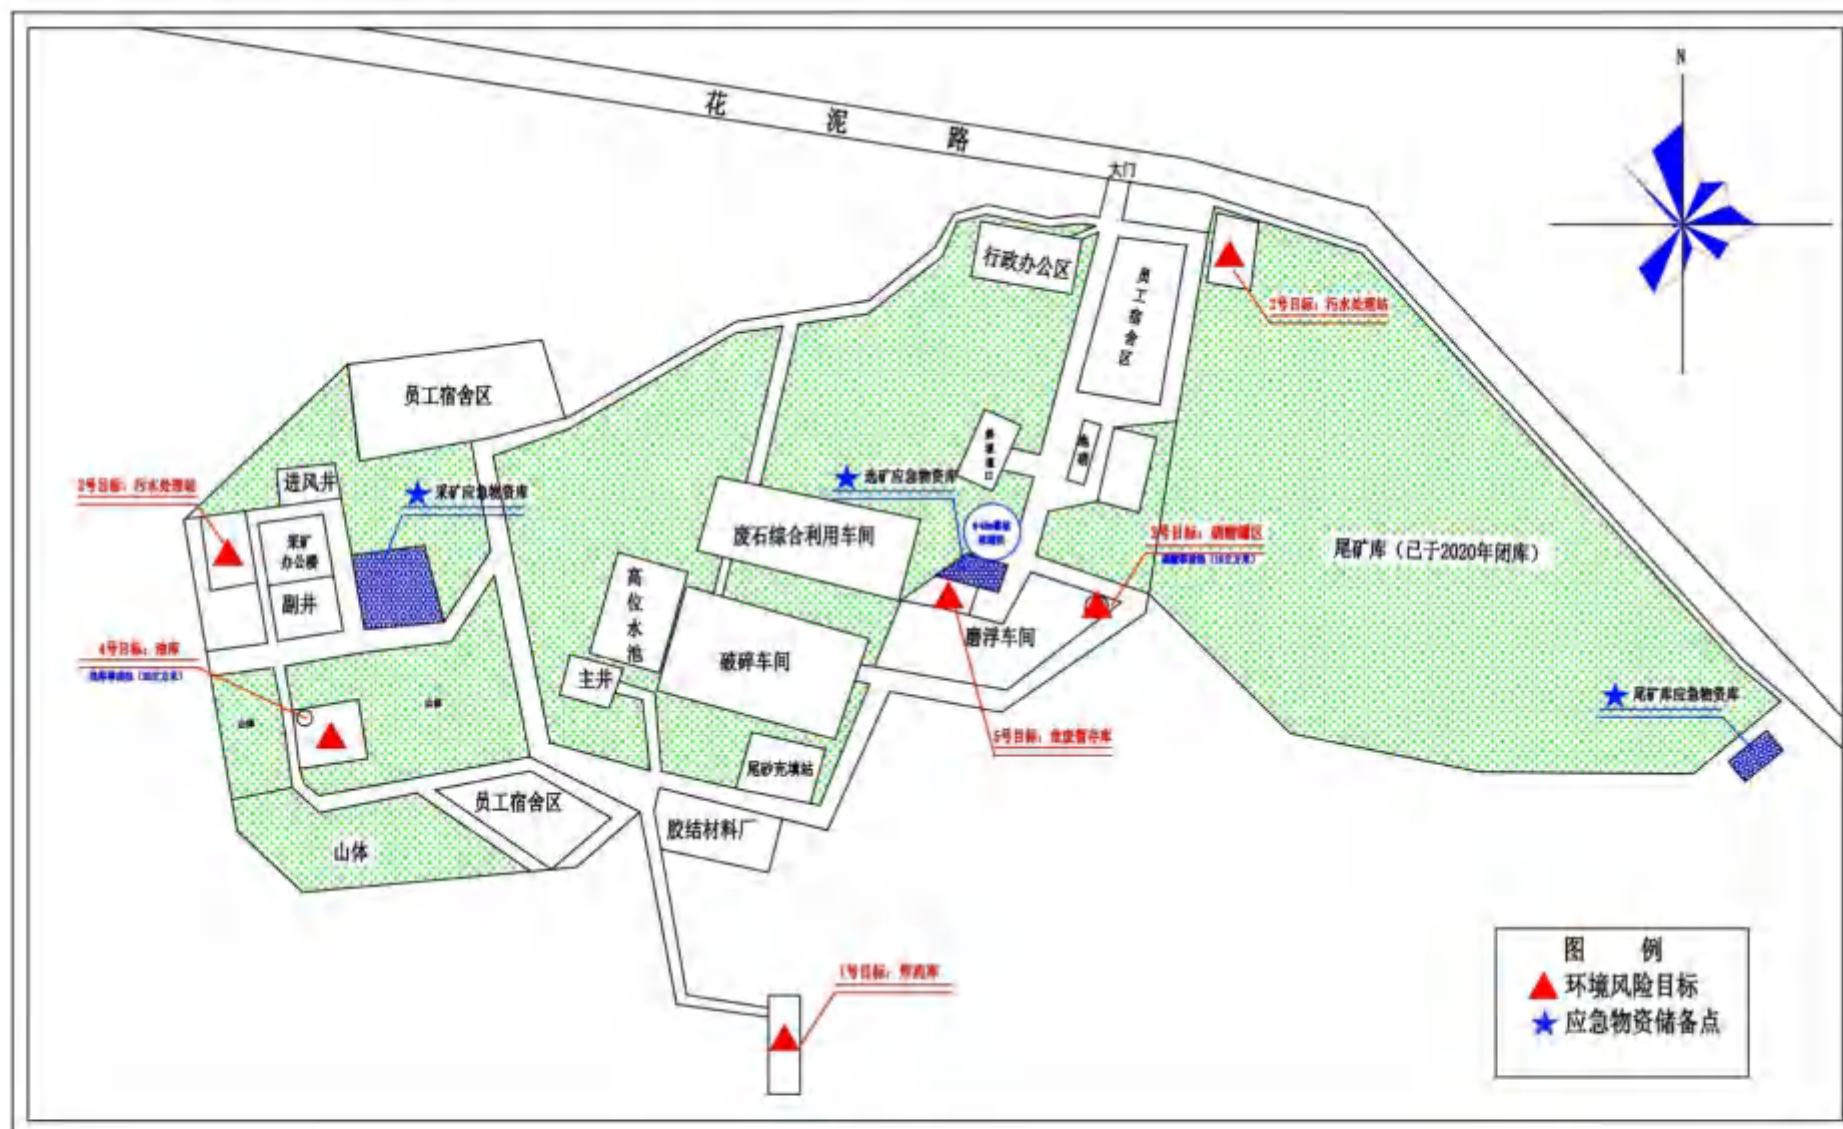 N
花泥路
大门
行政办公区
员工宿舍区
2号目标：污水处理站
员工宿舍区
进风井
2号目标：污水处理站
采矿应急物资库
选矿应急物资库
采矿
办公楼
副井
废石综合利用车间
3号目标：硝酸罐区
尾矿库（已于2020年闭库）
高位水池
主井
破碎车间
磨浮车间
4号目标：油库
山体
山体
5号目标：危废暂存库
尾矿库应急物资库
尾砂充填站
员工宿舍区
胶结材料厂
山体
1号目标：炸药库
图 例
环境风险目标
应急物资储备点